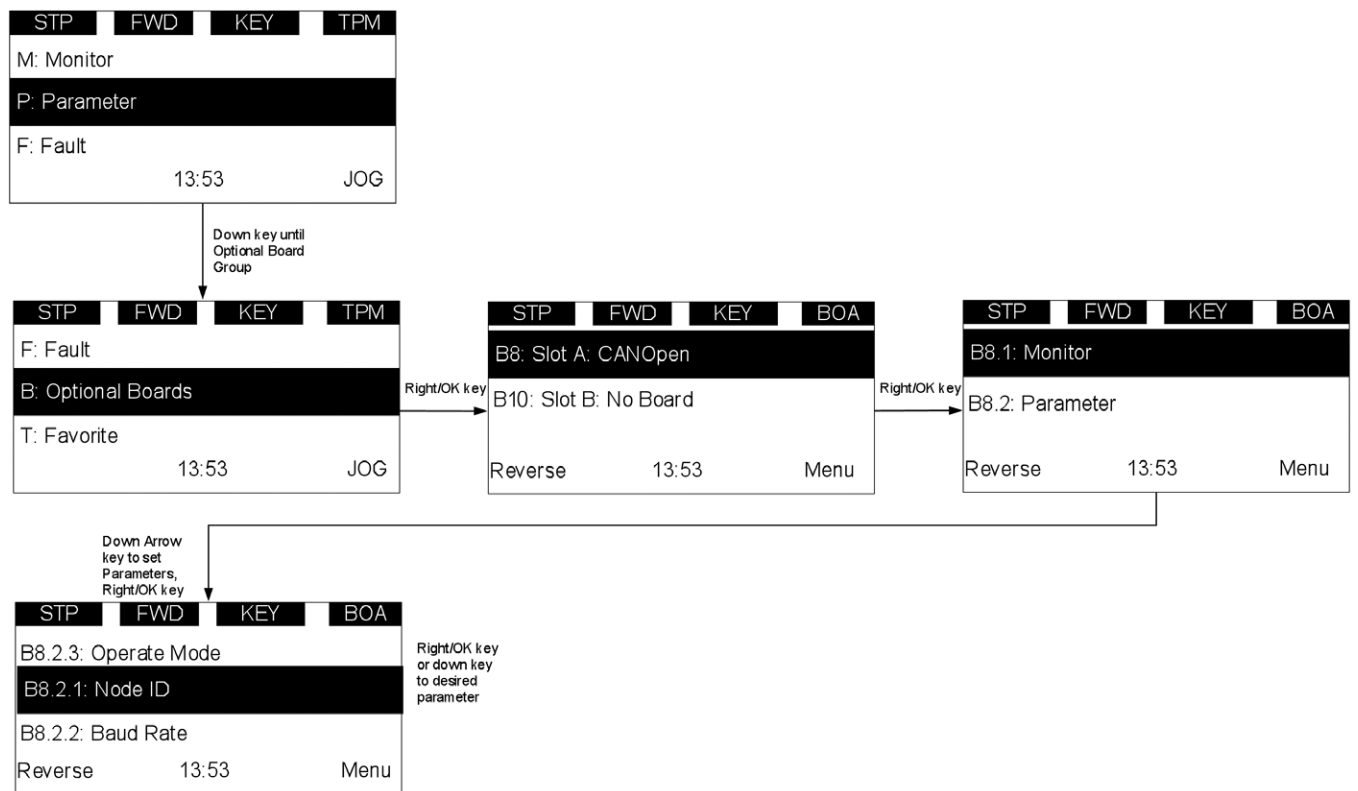 STP FWD KEY TPM
M: Monitor
P: Parameter
F: Fault
13:53 JOG
Down key until
Optional Board
Group
STP FWD KEY TPM
F: Fault
B: Optional Boards
T: Favorite
13:53 JOG
Right/OK key
STP FWD KEY BOA
B8: Slot A: CANOpen
B10: Slot B: No Board
Reverse 13:53 Menu
Right/OK key
STP FWD KEY BOA
B8.1: Monitor
B8.2: Parameter
Reverse 13:53 Menu
Down Arrow
key to set
Parameters,
Right/OK key
STP FWD KEY BOA
B8.2.3: Operate Mode
B8.2.1: Node ID
B8.2.2: Baud Rate
Reverse 13:53 Menu
Right/OK key
or down key
to desired
parameter